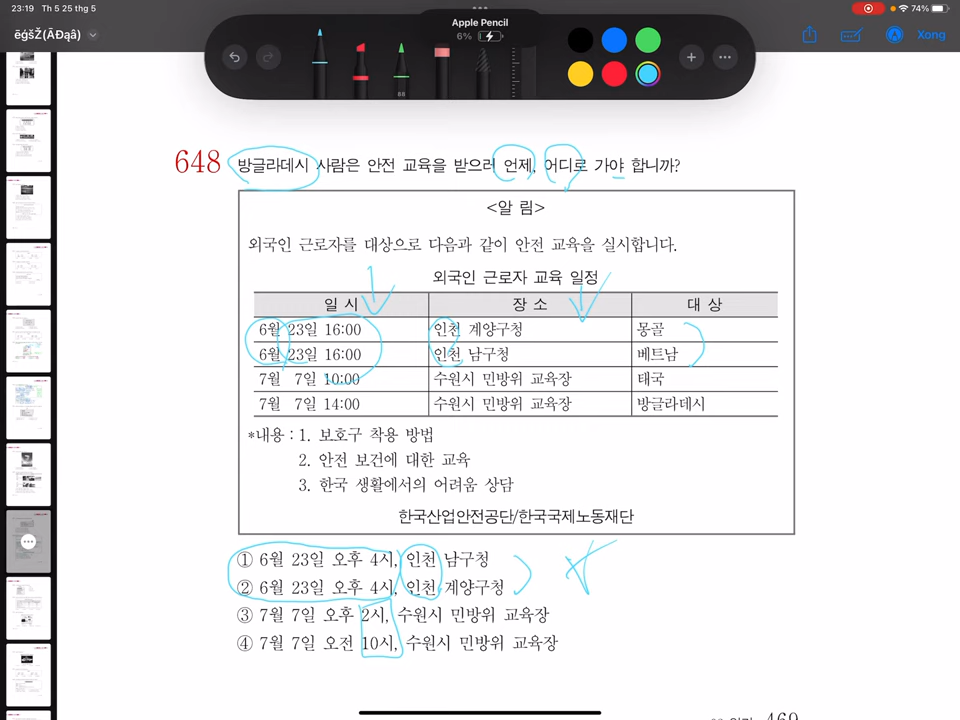 23:19 Th 5 25 thg 5
74%
ēģšŽ(ÃĐąâ)
Apple Pencil
6%
88
Xong
648 방글라데시 사람은 안전 교육을 받으러 언제, 어디로 가야 합니까?
<알 림>
외국인 근로자를 대상으로 다음과 같이 안전 교육을 실시합니다.
외국인 근로자 교육 일정
일 시 장 소 대 상
6월 23일 16:00 인천 계양구청 몽골
6월 23일 16:00 인천 남구청 베트남
7월 7일 10:00 수원시 민방위 교육장 태국
7월 7일 14:00 수원시 민방위 교육장 방글라데시
*내용 : 1. 보호구 착용 방법
2. 안전 보건에 대한 교육
3. 한국 생활에서의 어려움 상담
한국산업안전공단/한국국제노동재단
① 6월 23일 오후 4시, 인천 남구청
② 6월 23일 오후 4시, 인천 계양구청
③ 7월 7일 오후 2시, 수원시 민방위 교육장
④ 7월 7일 오전 10시, 수원시 민방위 교육장